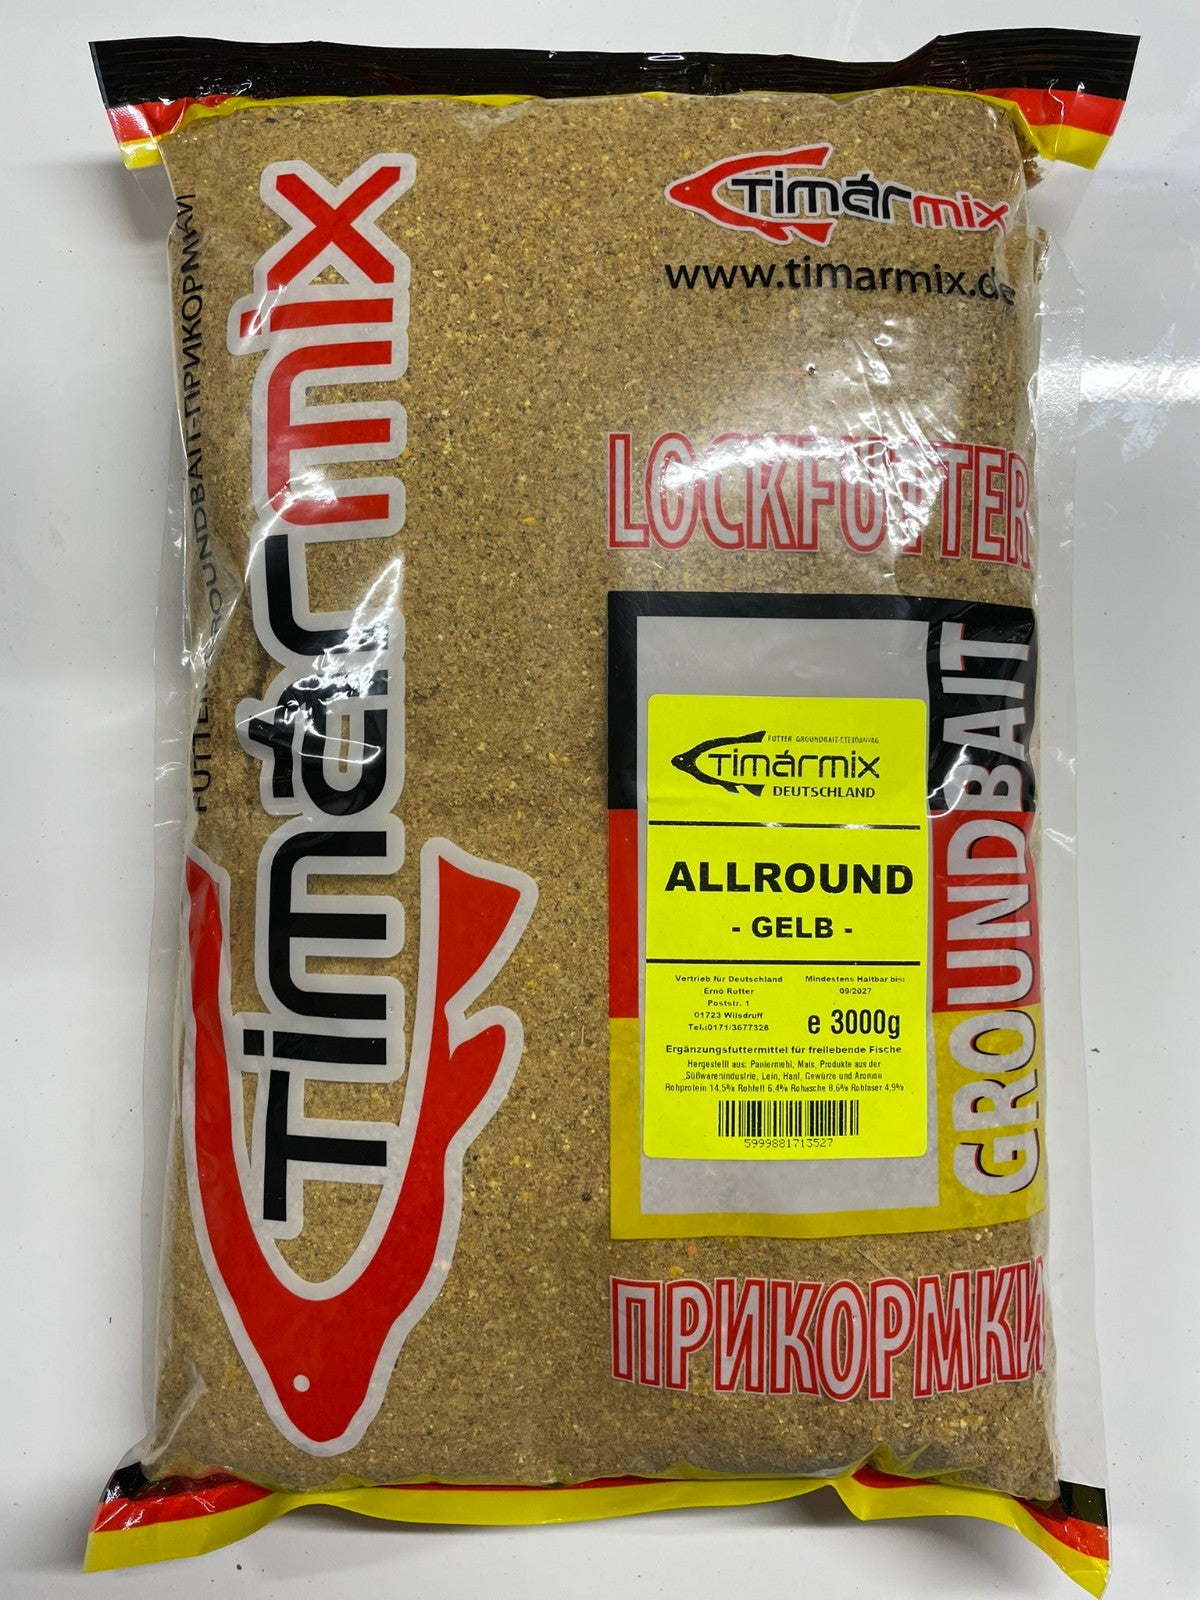 Timármix
www.timarmix.de
Timármix
FUTTER-GROUNDBAIT-ПРИКОРМКИ
LOCKFUTTER
GROUNDBAIT
FUTTER-GROUNDBAIT-ETETŐANYAG
Timármix
DEUTSCHLAND
ALLROUND
- GELB -
Vertrieb für Deutschland
Ernö Rotter
Poststr. 1
01723 Wilsdruff
Tel.:0171/3677328
Mindestens Haltbar bis:
09/2027
e 3000g
Ergänzungsfuttermittel für freilebende Fische
Hergestellt aus: Paniermehl, Mais, Produkte aus der
Süßwarenindustrie, Lein, Hanf, Gewürze und Aromen
Rohprotein 14,5% Rohfett 6,4% Rohasche 8,6% Rohfaser 4,9%
5999881713527
ПРИКОРМКИ